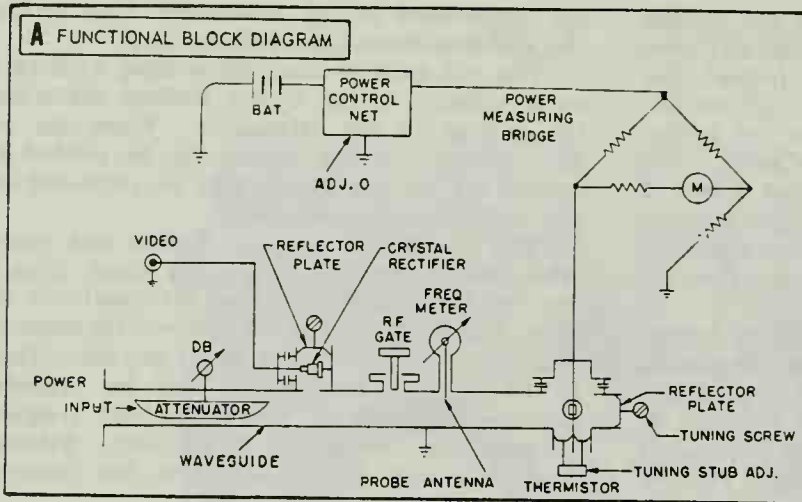 A FUNCTIONAL BLOCK DIAGRAM
BAT
POWER
CONTROL
NET
ADJ. O
POWER
MEASURING
BRIDGE
M
VIDEO
REFLECTOR
PLATE
CRYSTAL
RECTIFIER
FREQ
METER
RF
GATE
DB
POWER
INPUT
ATTENUATOR
WAVEGUIDE
PROBE ANTENNA
REFLECTOR
PLATE
TUNING SCREW
TUNING STUB ADJ.
THERMISTOR